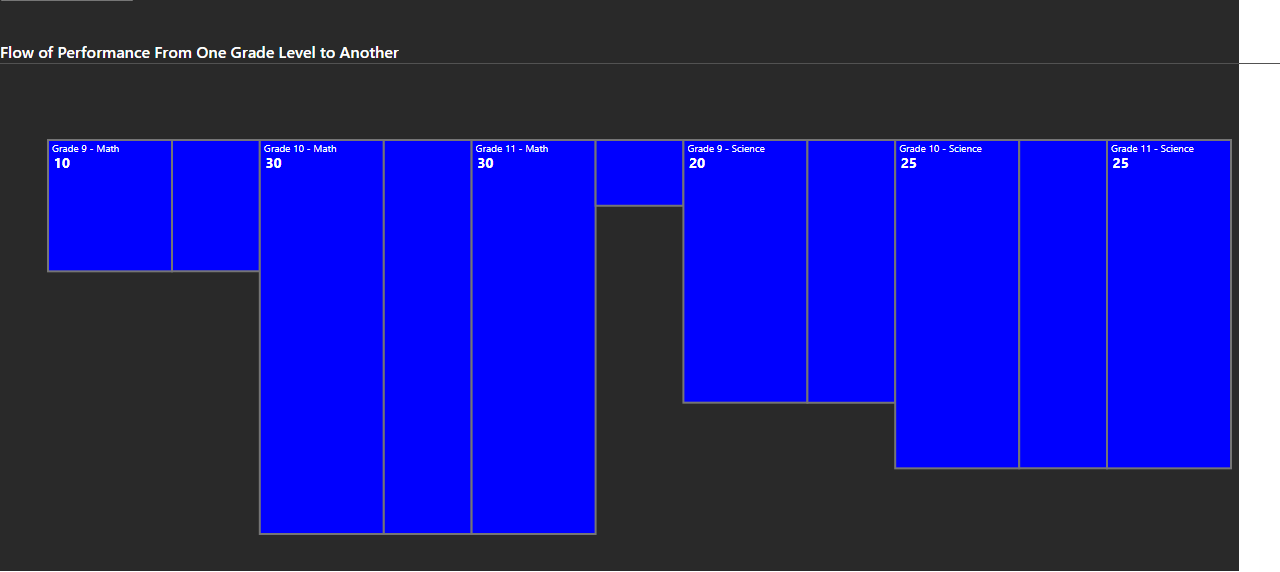 Flow of Performance From One Grade Level to Another
Grade 9 - Math
10
Grade 10 - Math
30
Grade 11 - Math
30
Grade 9 - Science
20
Grade 10 - Science
25
Grade 11 - Science
25